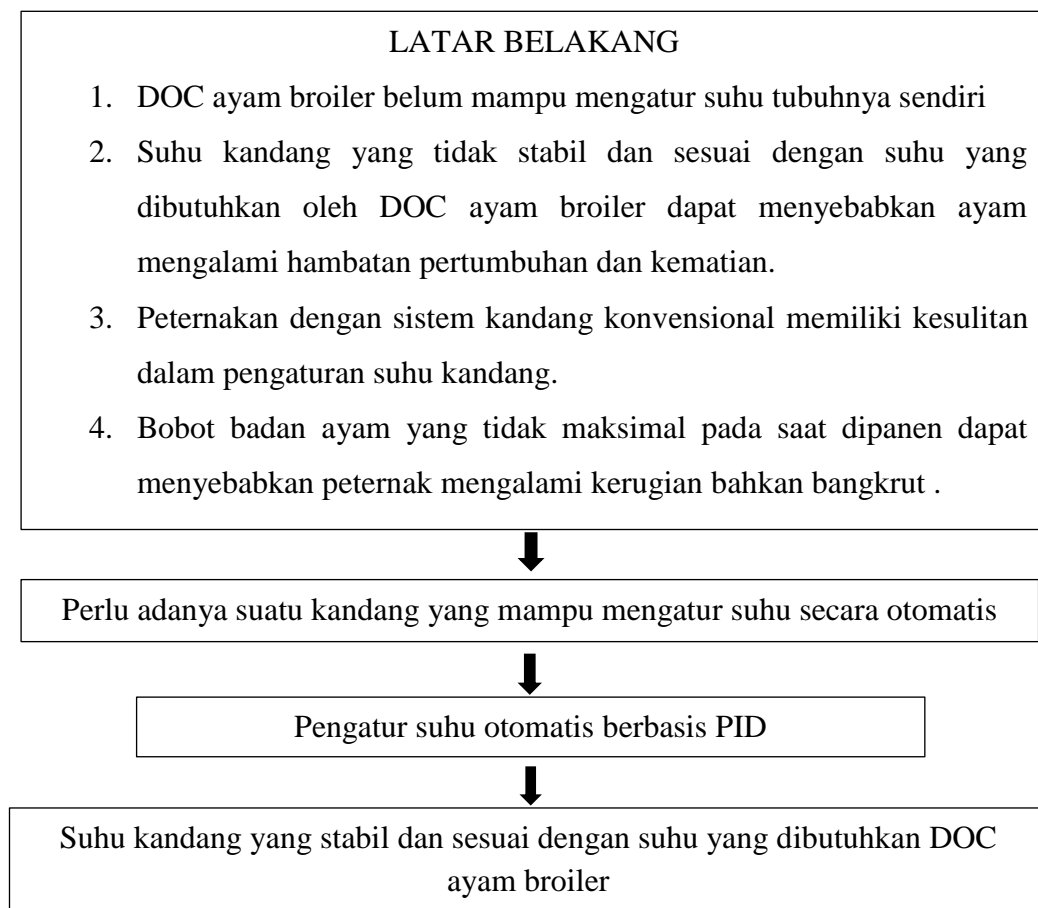 LATAR BELAKANG
1. DOC ayam broiler belum mampu mengatur suhu tubuhnya sendiri
2. Suhu kandang yang tidak stabil dan sesuai dengan suhu yang
dibutuhkan oleh DOC ayam broiler dapat menyebabkan ayam
mengalami hambatan pertumbuhan dan kematian.
3. Peternakan dengan sistem kandang konvensional memiliki kesulitan
dalam pengaturan suhu kandang.
4. Bobot badan ayam yang tidak maksimal pada saat dipanen dapat
menyebabkan peternak mengalami kerugian bahkan bangkrut .
Perlu adanya suatu kandang yang mampu mengatur suhu secara otomatis
Pengatur suhu otomatis berbasis PID
Suhu kandang yang stabil dan sesuai dengan suhu yang dibutuhkan DOC
ayam broiler